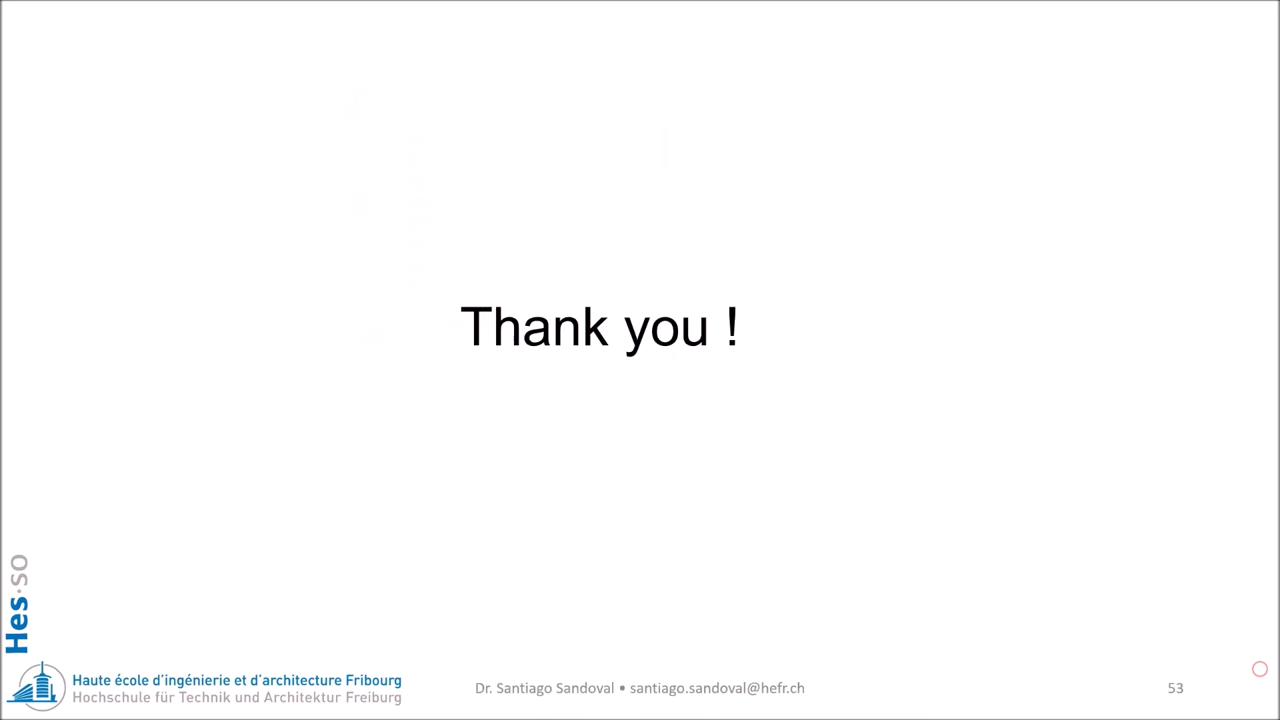 Thank you !
Hes·so
Haute école d'ingénierie et d'architecture Fribourg
Hochschule für Technik und Architektur Freiburg
Dr. Santiago Sandoval • santiago.sandoval@hefr.ch
53